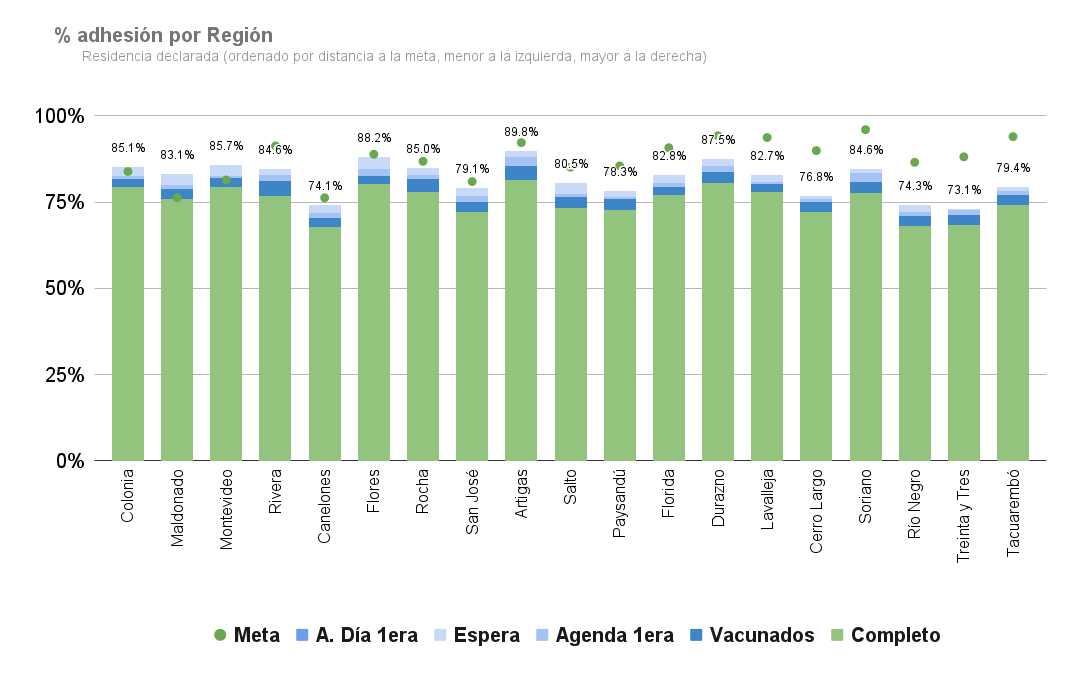 % adhesión por Región
Residencia declarada (ordenado por distancia a la meta, menor a la izquierda, mayor a la derecha)
100%
75%
50%
25%
0%
85.1%
83.1%
85.7%
84.6%
74.1%
88.2%
85.0%
79.1%
89.8%
80.5%
78.3%
82.8%
87.5%
82.7%
76.8%
84.6%
74.3%
73.1%
79.4%
Colonia
Maldonado
Montevideo
Rivera
Canelones
Flores
Rocha
San José
Artigas
Salto
Paysandú
Florida
Durazno
Lavalleja
Cerro Largo
Soriano
Río Negro
Treinta y Tres
Tacuarembó
Meta A. Día 1era Espera Agenda 1era Vacunados Completo